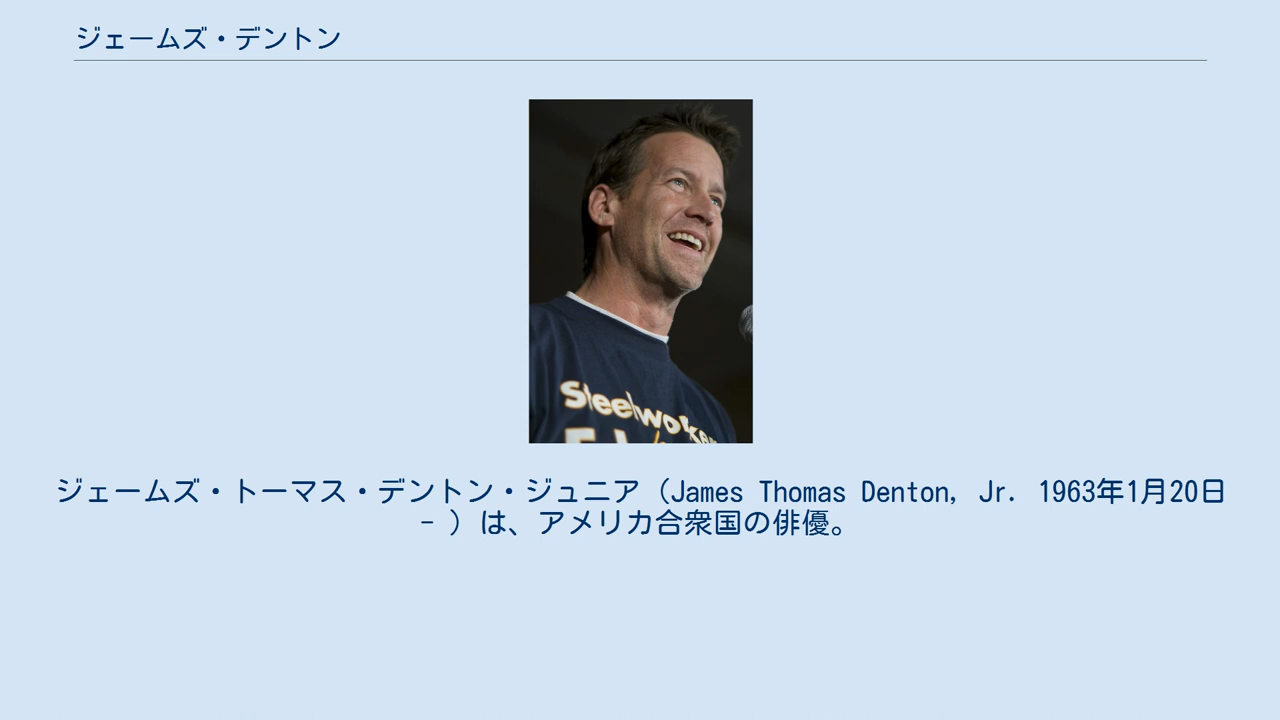 ジェームズ・デントン
Steelworker
ジェームズ・トーマス・デントン・ジュニア（James Thomas Denton, Jr. 1963年1月20日
- ）は、アメリカ合衆国の俳優。